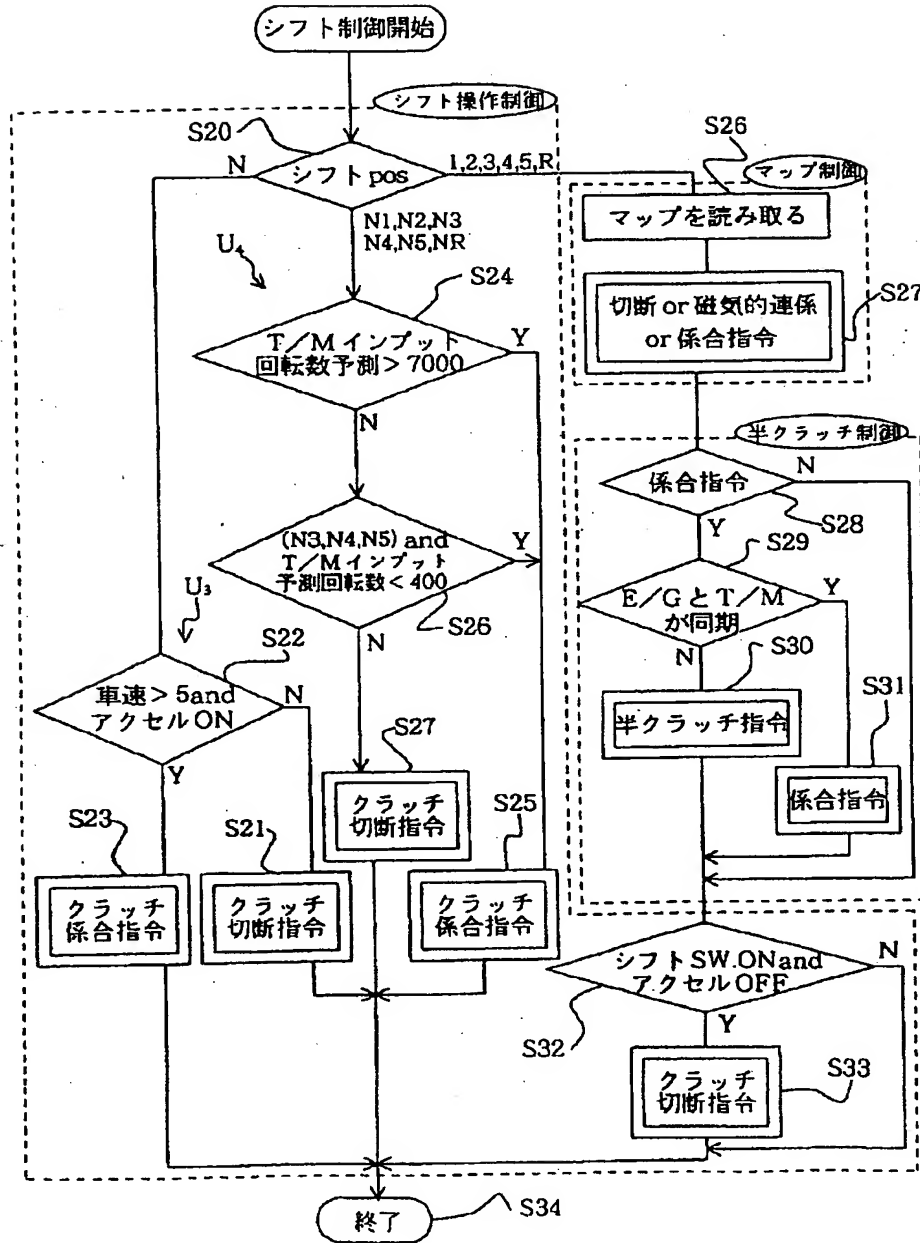 シフト制御開始
シフト操作制御
S20
シフトpos
N
1,2,3,4,5,R
N1,N2,N3
N4,N5,NR
U4
S26
マップ制御
マップを読み取る
S27
切断 or 磁気的連係
or 係合指令
S24
T/Mインプット
回転数予測>7000
Y
N
半クラッチ制御
係合指令
N
S28
Y
(N3,N4,N5) and
T/Mインプット
予測回転数<400
Y
S26
N
S29
E/GとT/M
が同期
Y
N
U3
S22
車速>5and
アクセルON
N
Y
S30
半クラッチ指令
S31
係合指令
S27
クラッチ
切断指令
S23
クラッチ
係合指令
S21
クラッチ
切断指令
S25
クラッチ
係合指令
シフトSW.ONand
アクセルOFF
N
S32
Y
S33
クラッチ
切断指令
終了
S34